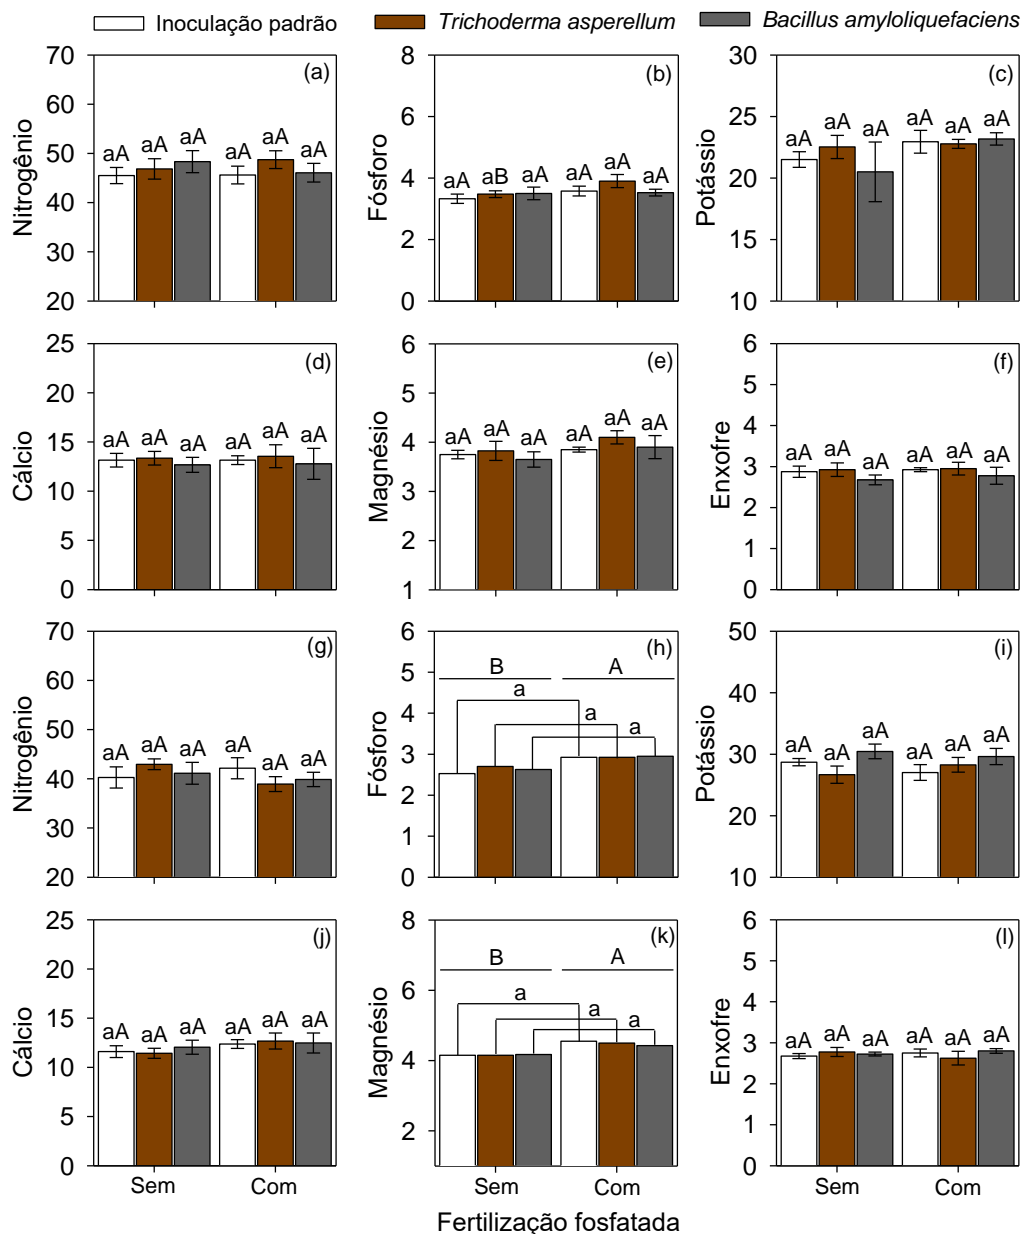 Inoculação padrão Trichoderma asperellum Bacillus amyloliquefaciens
Nitrogênio
70
60
50
40
30
20
(a)
aA aA aA aA aA aA
Fósforo
8
6
4
2
0
(b)
aA aB aA aA aA aA
Potássio
30
25
20
15
10
(c)
aA aA aA aA aA aA
Cálcio
25
20
15
10
5
0
(d)
aA aA aA aA aA aA
Magnésio
6
5
4
3
2
1
(e)
aA aA aA aA aA aA
Enxofre
6
5
4
3
2
1
0
(f)
aA aA aA aA aA aA
Nitrogênio
70
60
50
40
30
20
(g)
aA aA aA aA aA aA
Fósforo
6
5
4
3
2
1
0
(h)
B A
a
a
a
Potássio
50
40
30
20
10
(i)
aA aA aA aA aA aA
Cálcio
25
20
15
10
5
0
(j)
aA aA aA aA aA aA
Sem Com
Magnésio
8
6
4
2
(k)
B A
a
a
a
Sem Com
Enxofre
6
5
4
3
2
1
0
(l)
aA aA aA aA aA aA
Sem Com
Fertilização fosfatada